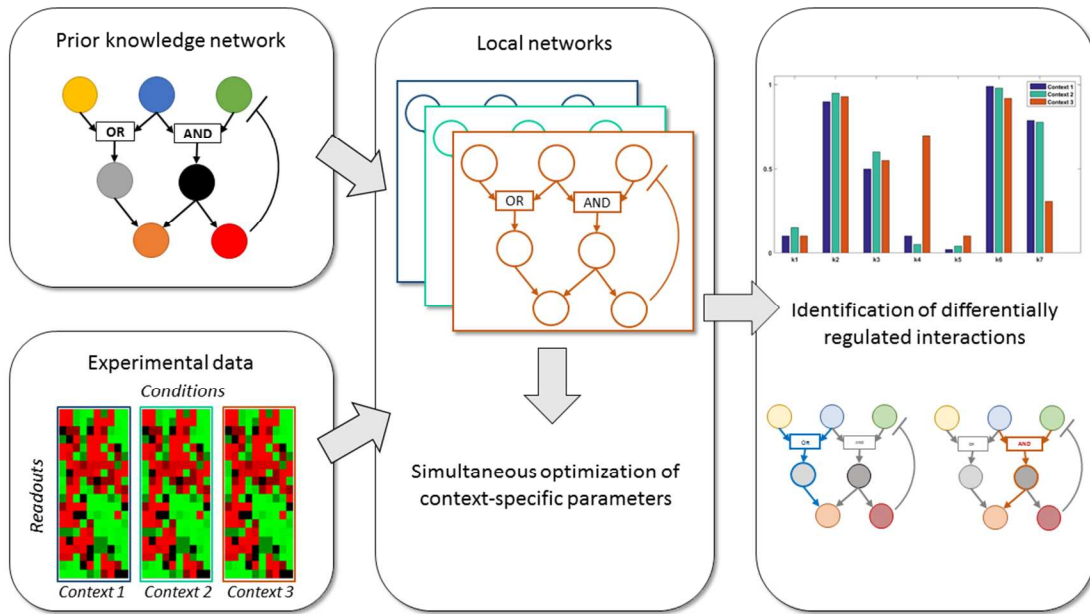 Prior knowledge network
OR
AND
Experimental data
Conditions
Readouts
Context 1
Context 2
Context 3
Local networks
OR
AND
Simultaneous optimization of
context-specific parameters
1
0.5
0
k1
k2
k3
k4
k5
k6
k7
Context 1
Context 2
Context 3
Identification of differentially
regulated interactions
OR
AND
OR
AND